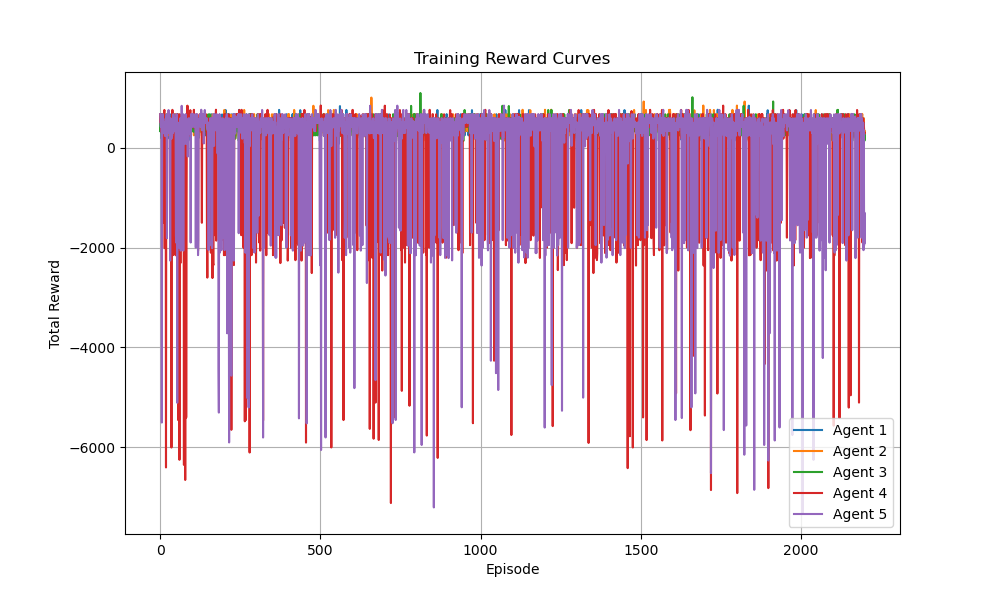 Training Reward Curves
Total Reward
0
−2000
−4000
−6000
0
500
1000
1500
2000
Episode
Agent 1
Agent 2
Agent 3
Agent 4
Agent 5